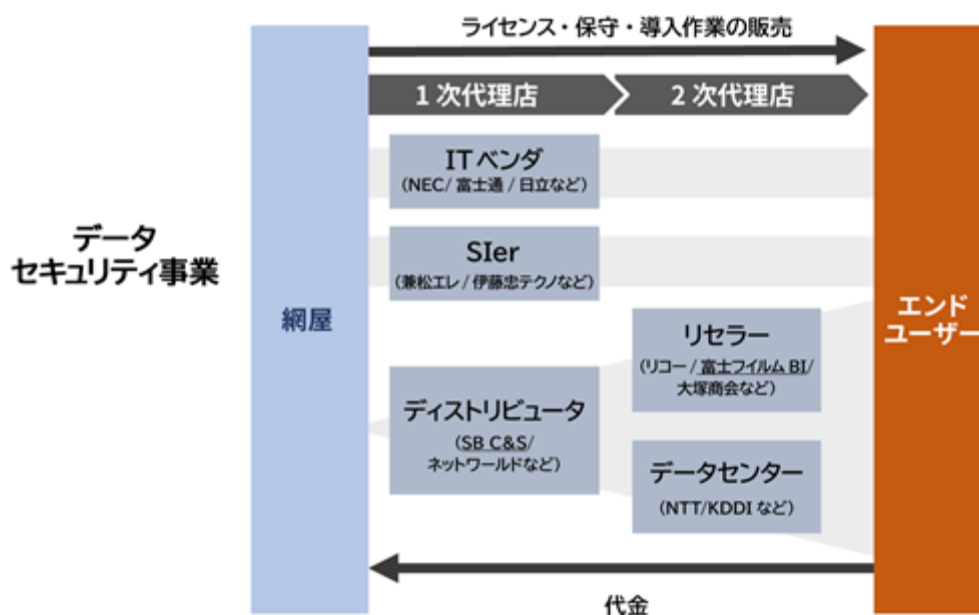 ライセンス・保守・導入作業の販売
1次代理店
2次代理店
ITベンダ
(NEC/ 富士通 / 日立など)
データ
セキュリティ事業
SIer
(兼松エレ / 伊藤忠テクノなど)
網屋
エンド
ユーザー
リセラー
(リコー / 富士フイルム BI/
大塚商会など)
ディストリビュータ
(SB C&S/
ネットワールドなど)
データセンター
(NTT/KDDI など)
代金